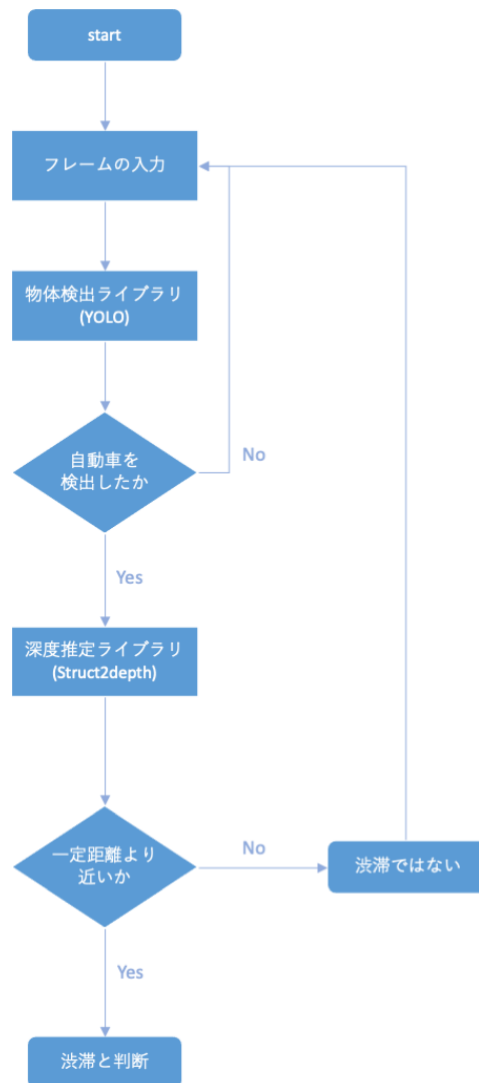 start
フレームの入力
物体検出ライブラリ
(YOLO)
自動車を
検出したか
No
Yes
深度推定ライブラリ
(Struct2depth)
一定距離より
近いか
No
渋滞ではない
Yes
渋滞と判断